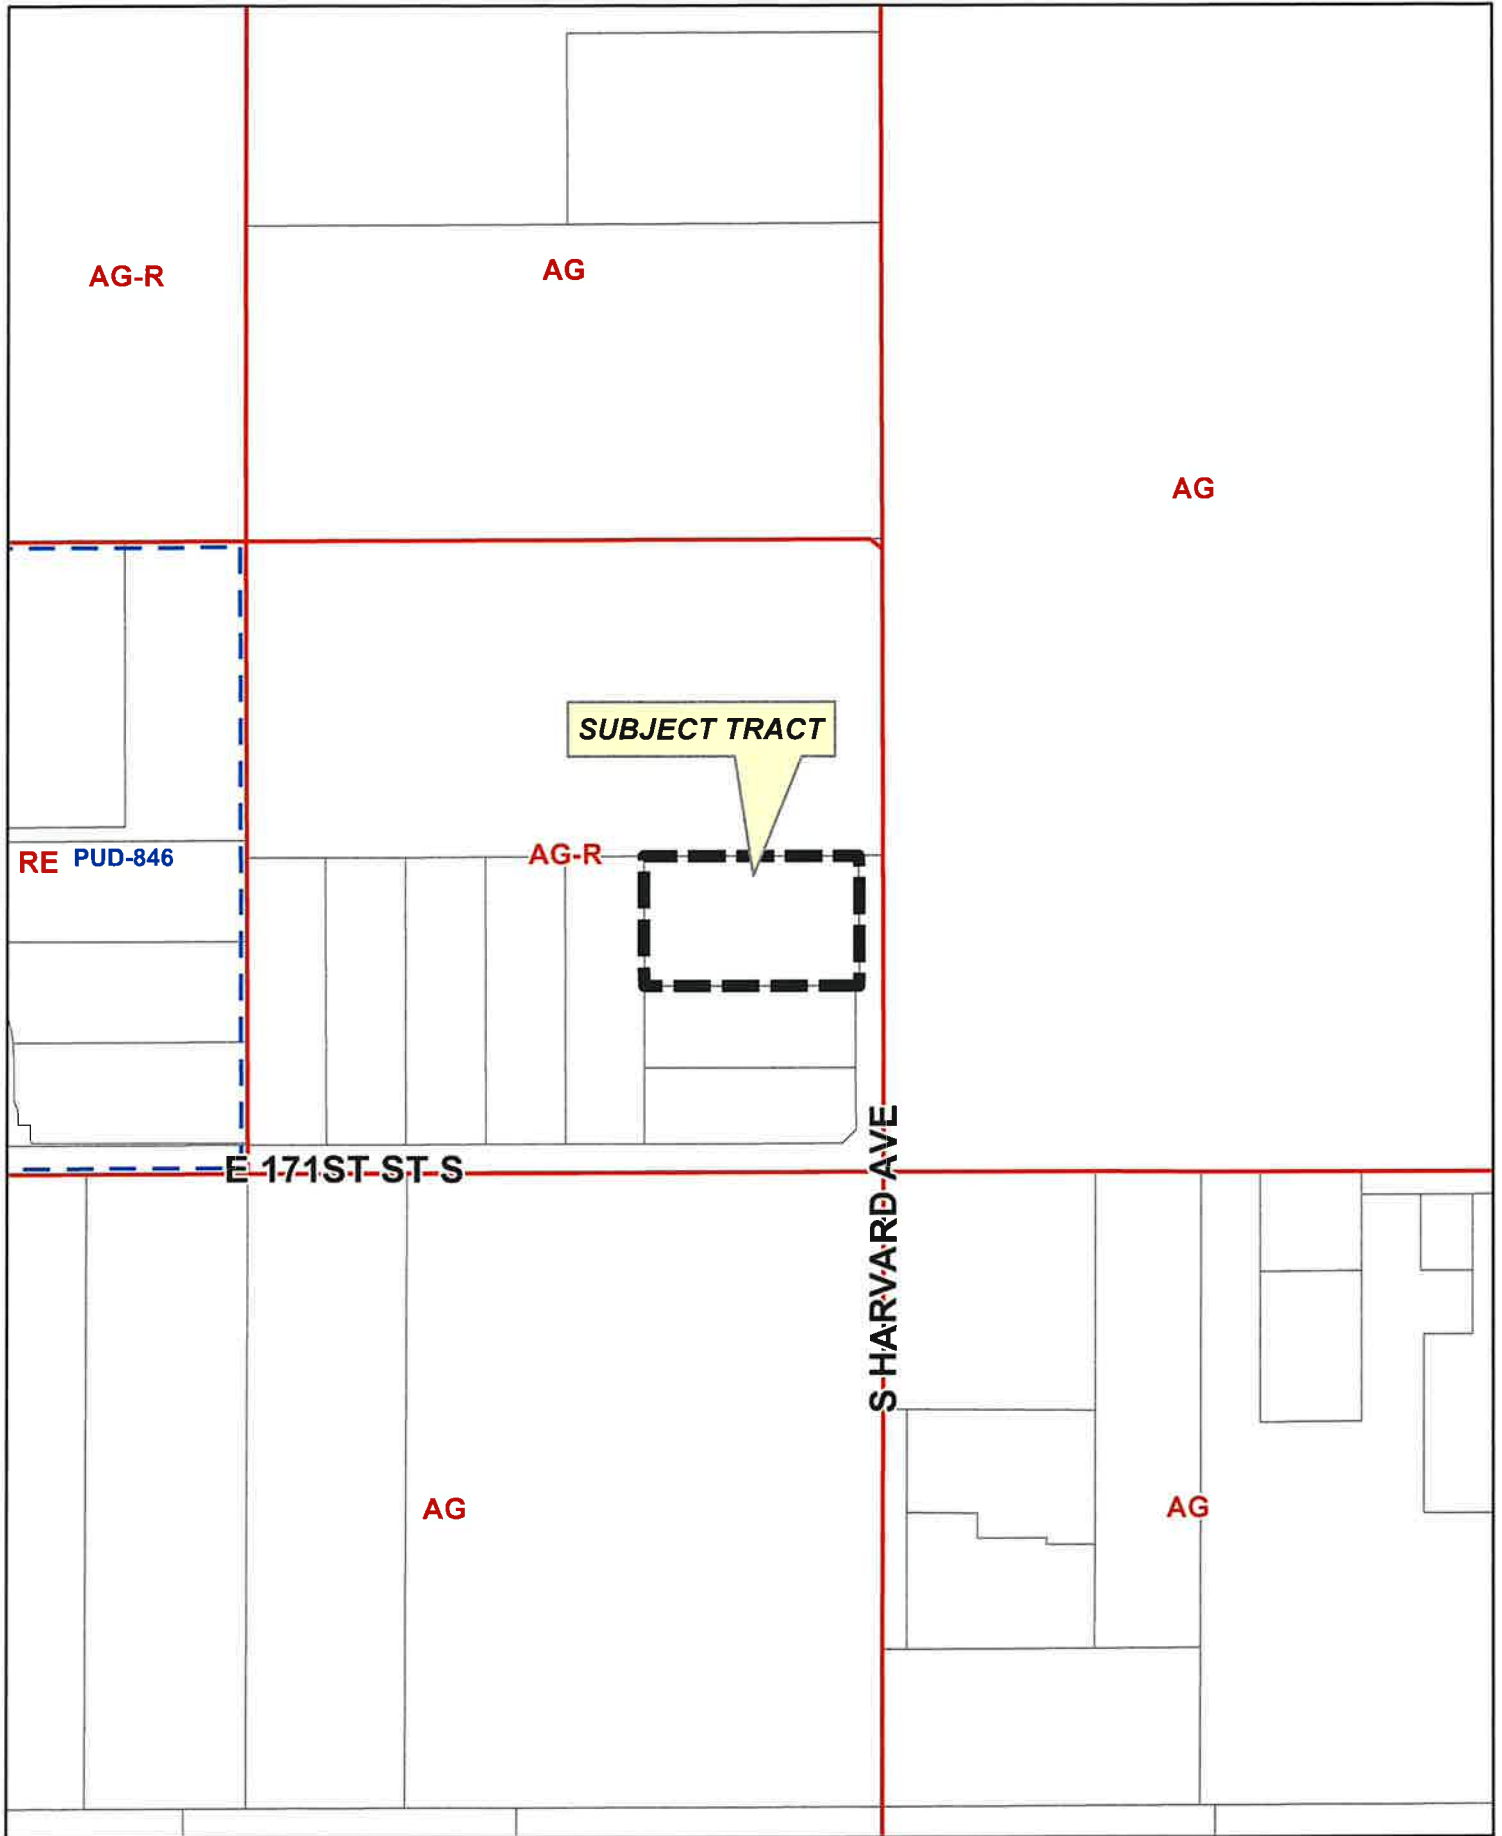 AG-R
AG
AG
SUBJECT TRACT
AG-R
RE
PUD-846
E 171ST ST S
S HARVARD AVE
AG
AG